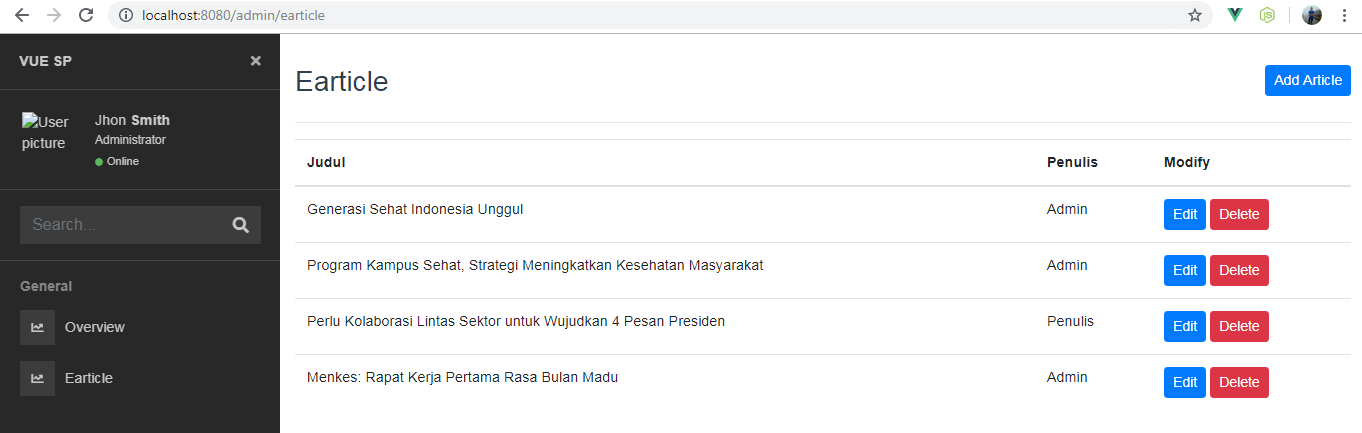 localhost:8080/admin/earticle
VUE SP
User picture
Jhon Smith
Administrator
Online
Search...
General
Overview
Earticle
Earticle
Add Article
Judul Penulis Modify
Generasi Sehat Indonesia Unggul Admin Edit Delete
Program Kampus Sehat, Strategi Meningkatkan Kesehatan Masyarakat Admin Edit Delete
Perlu Kolaborasi Lintas Sektor untuk Wujudkan 4 Pesan Presiden Penulis Edit Delete
Menkes: Rapat Kerja Pertama Rasa Bulan Madu Admin Edit Delete